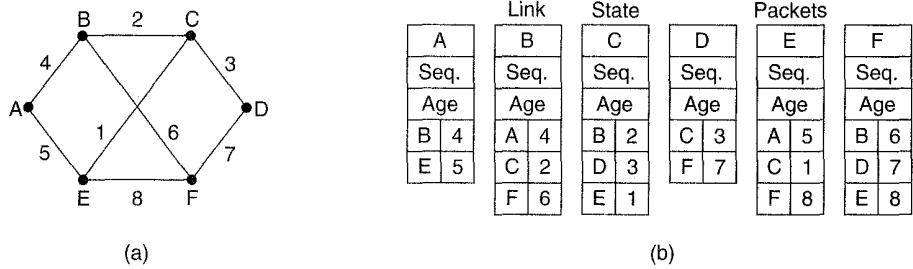 B 2 C
4 3
A D
1 6
5 7
E 8 F
(a)
Link State Packets
A B C D E F
Seq. Seq. Seq. Seq. Seq. Seq.
Age Age Age Age Age Age
B 4 A 4 B 2 C 3 A 5 B 6
E 5 C 2 D 3 F 7 C 1 D 7
F 6 E 1 F 8 E 8
(b)